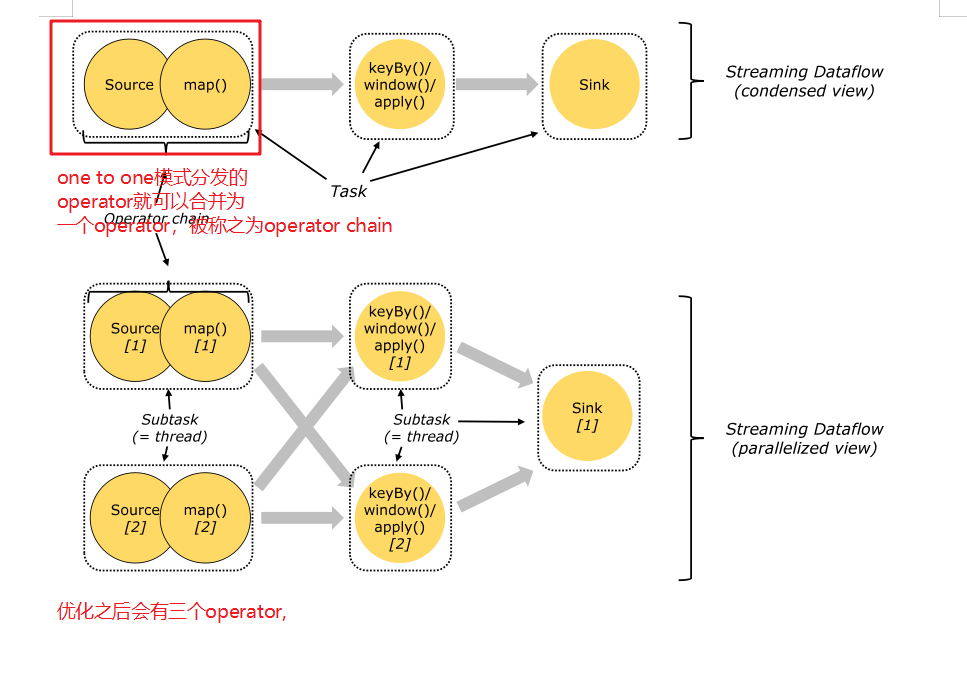 Source
map()
keyBy()/
window()/
apply()
Sink
Streaming Dataflow
(condensed view)
Task
one to one模式分发的
operator就可以合并为
一个operator，被称之为operator chain
Operator chain
Source
[1]
map()
[1]
keyBy()/
window()/
apply()
[1]
Subtask
(= thread)
Subtask
(= thread)
Sink
[1]
Streaming Dataflow
(parallelized view)
Source
[2]
map()
[2]
keyBy()/
window()/
apply()
[2]
优化之后会有三个operator,